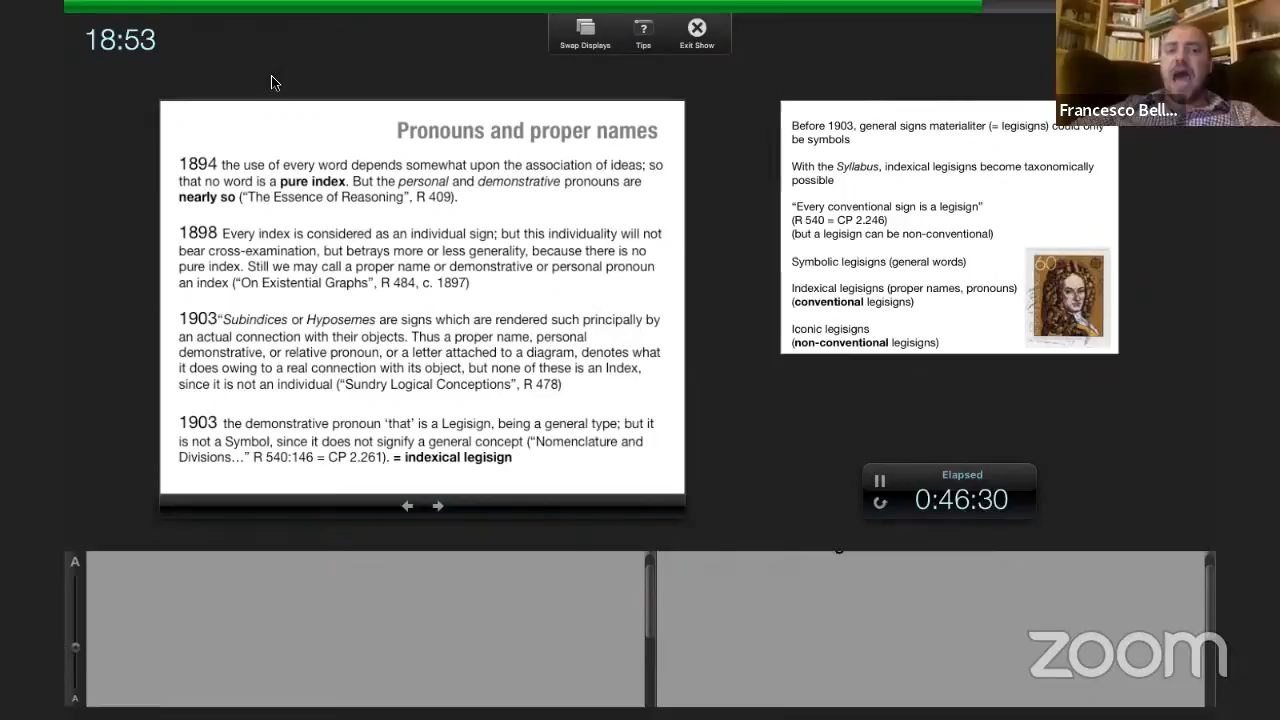 18:53
Swap Displays
Tips
Exit Show
Francesco Bell...
Pronouns and proper names
1894 the use of every word depends somewhat upon the association of ideas; so
that no word is a pure index. But the personal and demonstrative pronouns are
nearly so (“The Essence of Reasoning”, R 409).
1898 Every index is considered as an individual sign; but this individuality will not
bear cross-examination, but betrays more or less generality, because there is no
pure index. Still we may call a proper name or demonstrative or personal pronoun
an index (“On Existential Graphs”, R 484, c. 1897)
1903“Subindices or Hyposemes are signs which are rendered such principally by
an actual connection with their objects. Thus a proper name, personal
demonstrative, or relative pronoun, or a letter attached to a diagram, denotes what
it does owing to a real connection with its object, but none of these is an Index,
since it is not an individual (“Sundry Logical Conceptions”, R 478)
1903 the demonstrative pronoun ‘that’ is a Legisign, being a general type; but it
is not a Symbol, since it does not signify a general concept (“Nomenclature and
Divisions…” R 540:146 = CP 2.261). = indexical legisign
Before 1903, general signs materialiter (= legisigns) could only
be symbols
With the Syllabus, indexical legisigns become taxonomically
possible
“Every conventional sign is a legisign”
(R 540 = CP 2.246)
(but a legisign can be non-conventional)
Symbolic legisigns (general words)
Indexical legisigns (proper names, pronouns)
(conventional legisigns)
Iconic legisigns
(non-conventional legisigns)
60
Elapsed
0:46:30
A
A
zoom